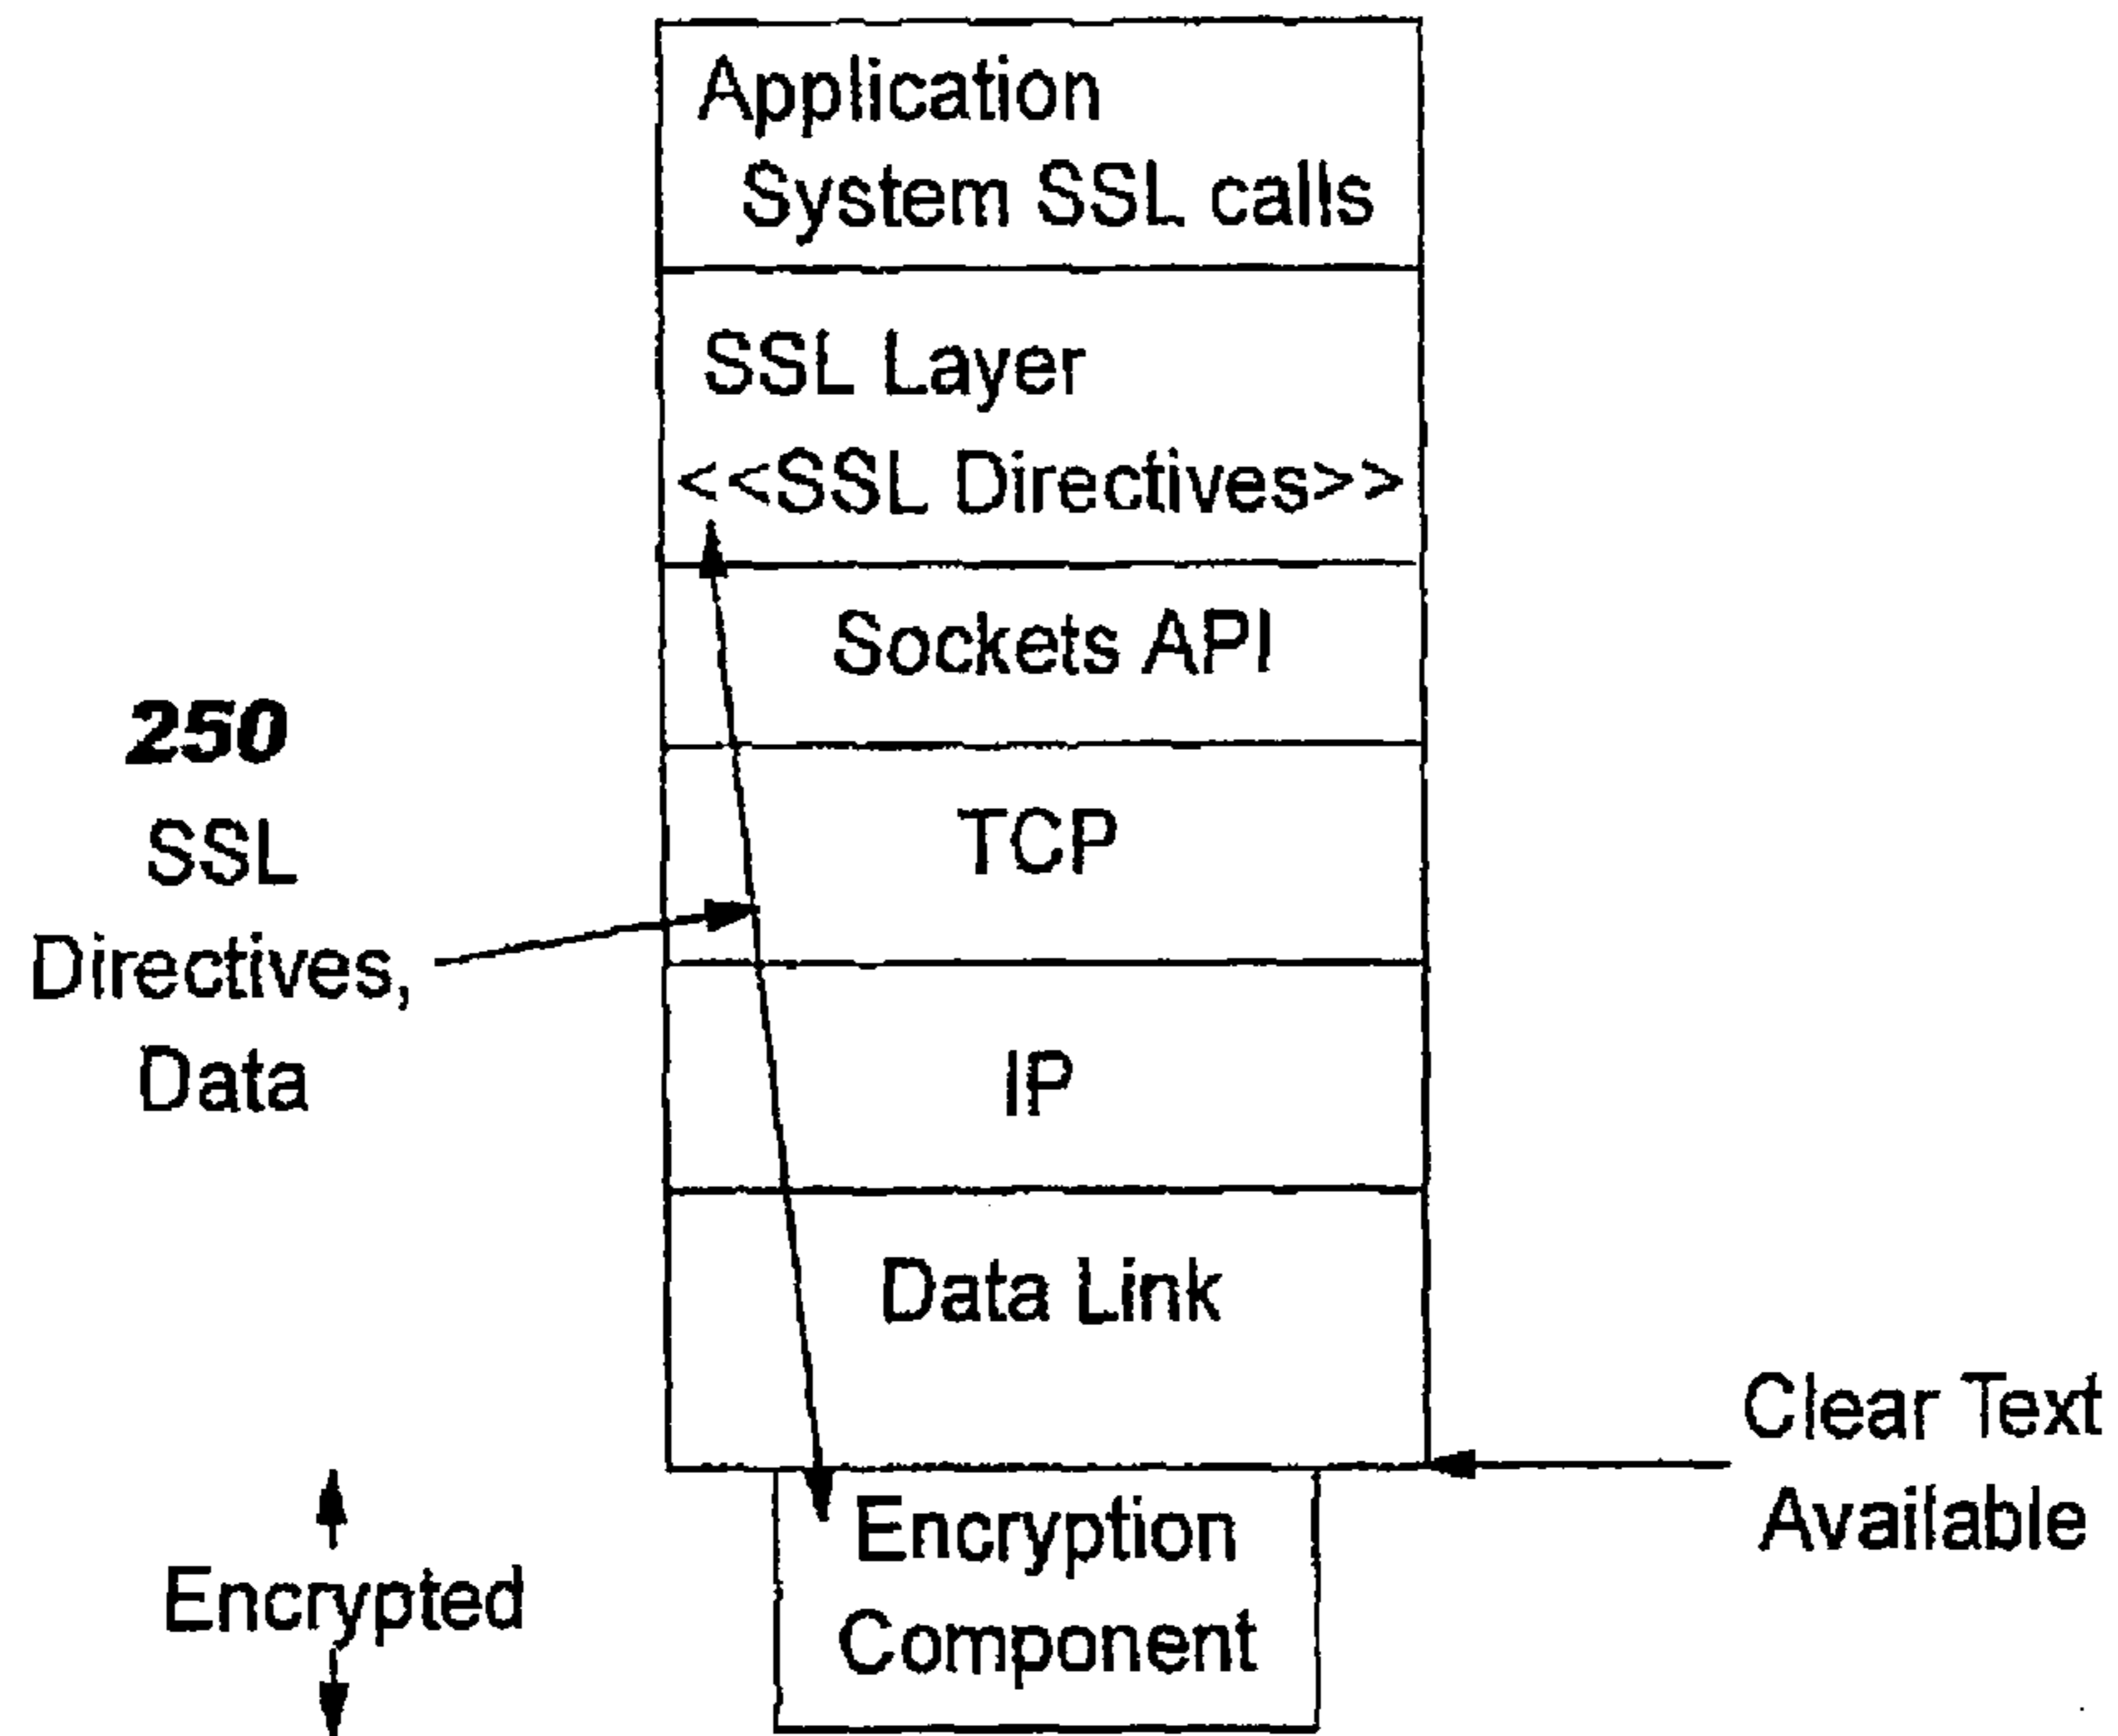 Application
System SSL calls
SSL Layer
<<SSL Directives>>
Sockets API
250
SSL
Directives,
Data
TCP
IP
Data Link
Clear Text
Available
Encryption
Component
Encrypted